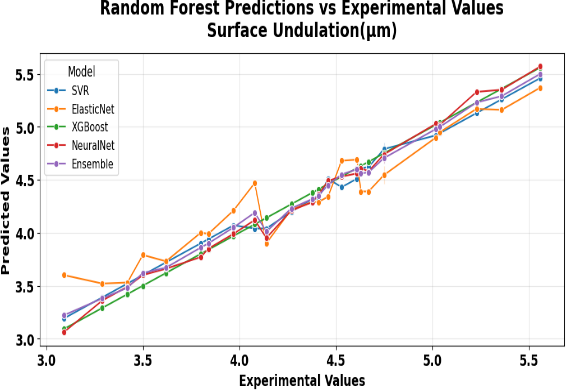 Random Forest Predictions vs Experimental Values
Surface Undulation(μm)
Predicted Values
5.5
5.0
4.5
4.0
3.5
3.0
Model
SVR
ElasticNet
XGBoost
NeuralNet
Ensemble
3.0 3.5 4.0 4.5 5.0 5.5
Experimental Values